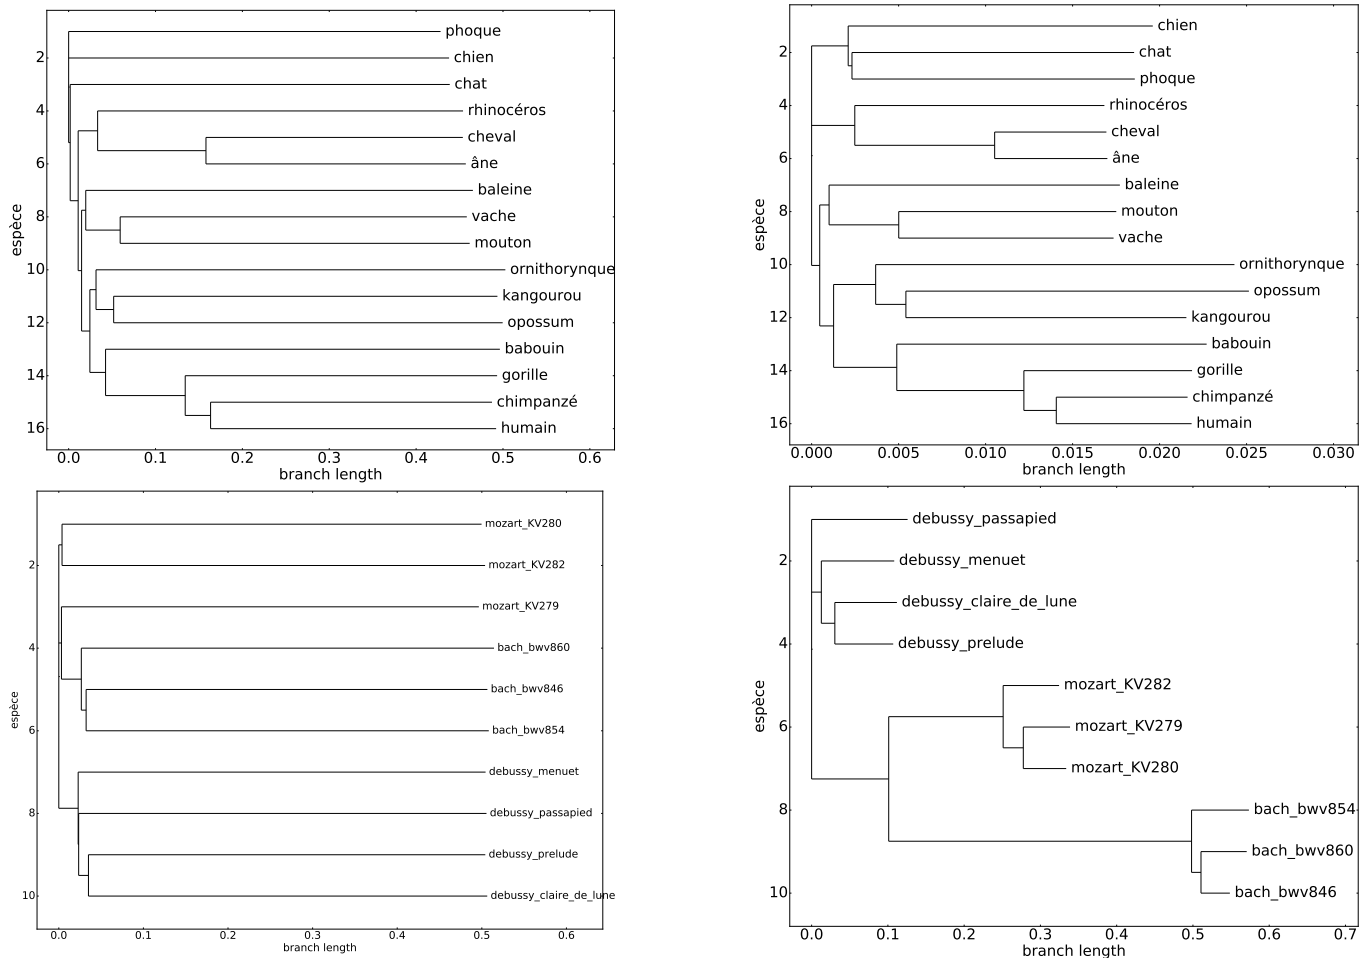 phoque
2
chien
chat
4
rhinocéros
cheval
6
âne
baleine
8
vache
mouton
10
ornithorynque
kangourou
12
opossum
babouin
14
gorille
chimpanzé
16
humain
espèce
0.0 0.1 0.2 0.3 0.4 0.5 0.6
branch length
chien
2
chat
phoque
4
rhinocéros
cheval
6
âne
baleine
8
mouton
vache
10
ornithorynque
opossum
12
kangourou
babouin
14
gorille
chimpanzé
16
humain
espèce
0.000 0.005 0.010 0.015 0.020 0.025 0.030
branch length
mozart_KV280
2
mozart_KV282
mozart_KV279
4
bach_bwv860
bach_bwv846
6
bach_bwv854
debussy_menuet
8
debussy_passapied
debussy_prelude
10
debussy_claire_de_lune
espèce
0.0 0.1 0.2 0.3 0.4 0.5 0.6
branch length
debussy_passapied
2
debussy_menuet
debussy_claire_de_lune
4
debussy_prelude
mozart_KV282
6
mozart_KV279
mozart_KV280
8
bach_bwv854
bach_bwv860
10
bach_bwv846
espèce
0.0 0.1 0.2 0.3 0.4 0.5 0.6 0.7
branch length